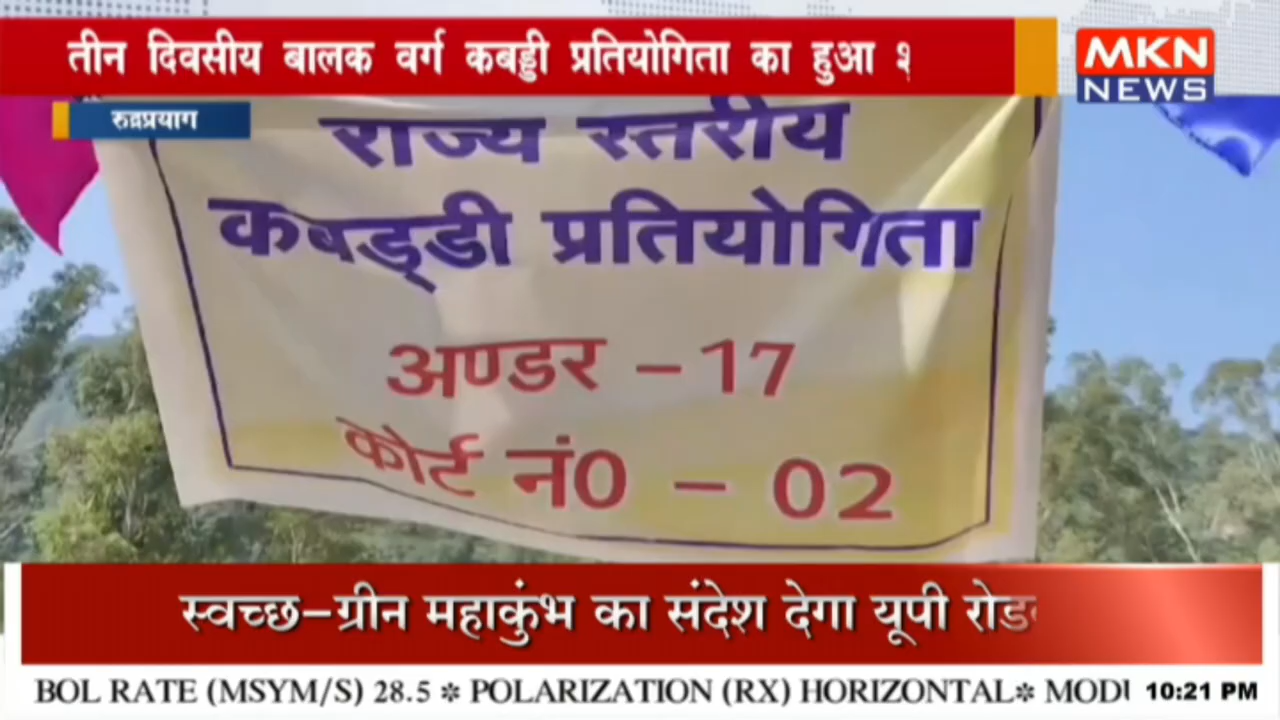 तीन दिवसीय बालक वर्ग कबड्डी प्रतियोगिता का हुआ
MKN
NEWS
रुद्रप्रयाग
राज्य स्तरीय
कबड्डी प्रतियोगिता
अण्डर - 17
कोर्ट नं0 - 02
स्वच्छ-ग्रीन महाकुंभ का संदेश देगा यूपी
BOL RATE (MSYM/S) 28.5 * POLARIZATION (RX) HORIZONTAL* 10:21 PM